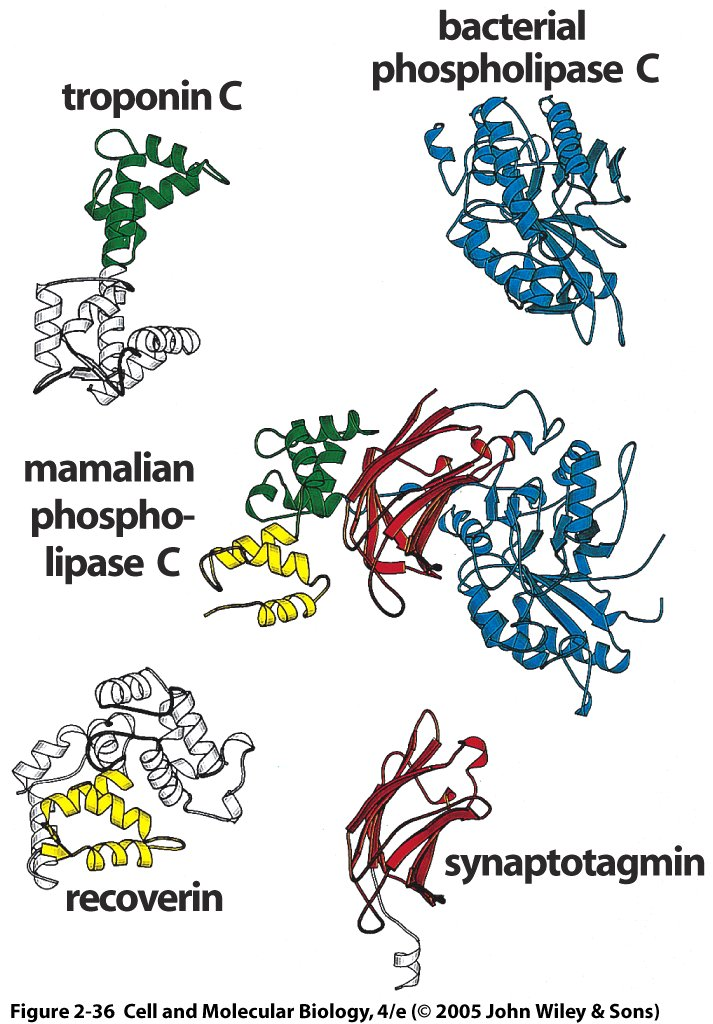 bacterial
phospholipase C
troponin C
mamalian
phospho-
lipase C
recoverin
synaptotagmin
Figure 2-36 Cell and Molecular Biology, 4/e (© 2005 John Wiley & Sons)